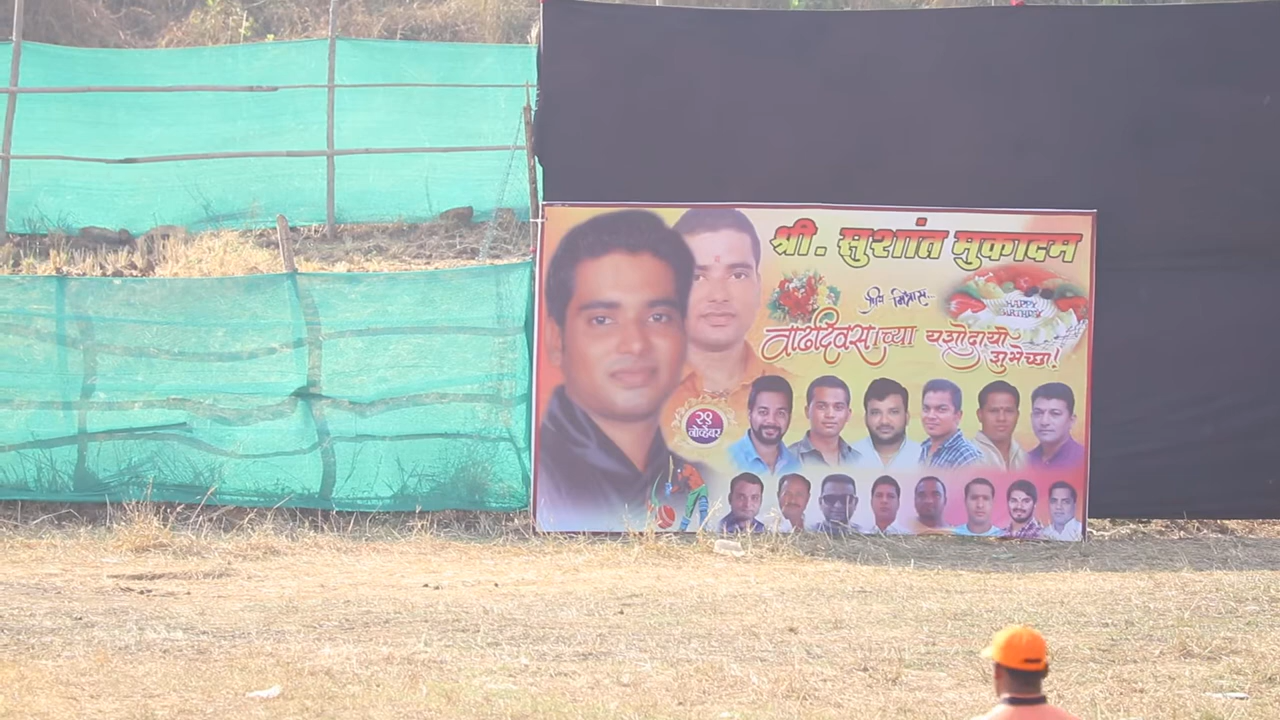 श्री. सुशांत मुकादम
प्रिय मित्रास...
HAPPY
BIRTHDAY
वाढदिवसाच्या यशोदायी
शुभेच्छा!
२९
नोव्हेंबर